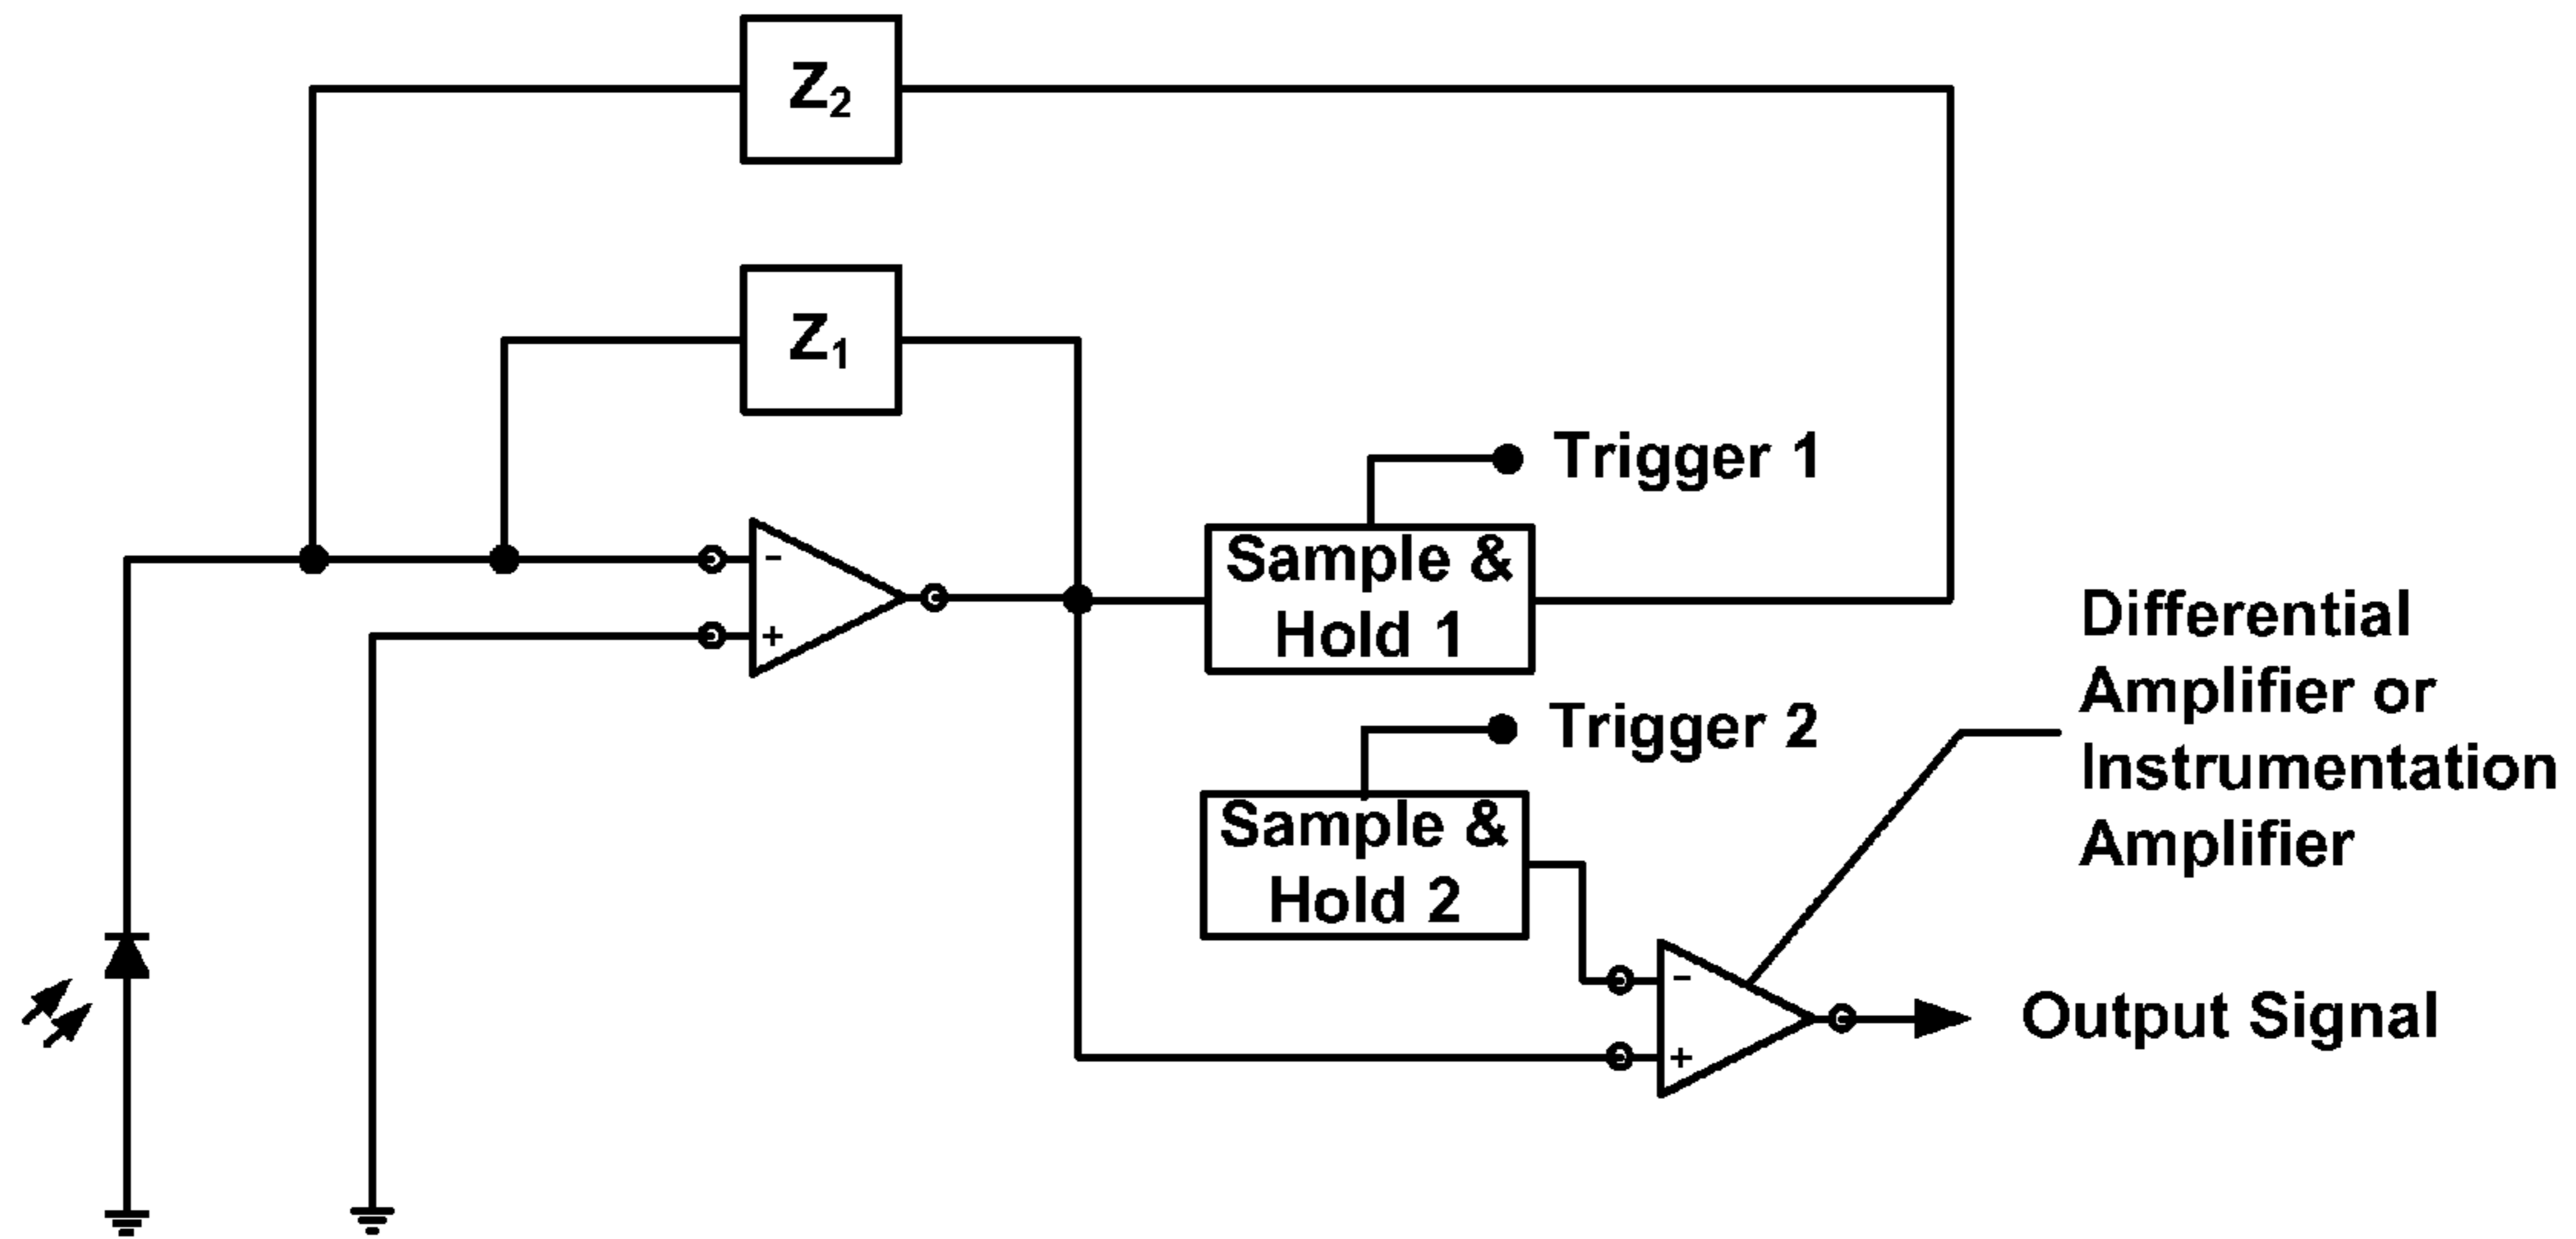 Z2
Z1
Trigger 1
-
+
Sample &
Hold 1
Trigger 2
Sample &
Hold 2
Differential
Amplifier or
Instrumentation
Amplifier
-
+
Output Signal